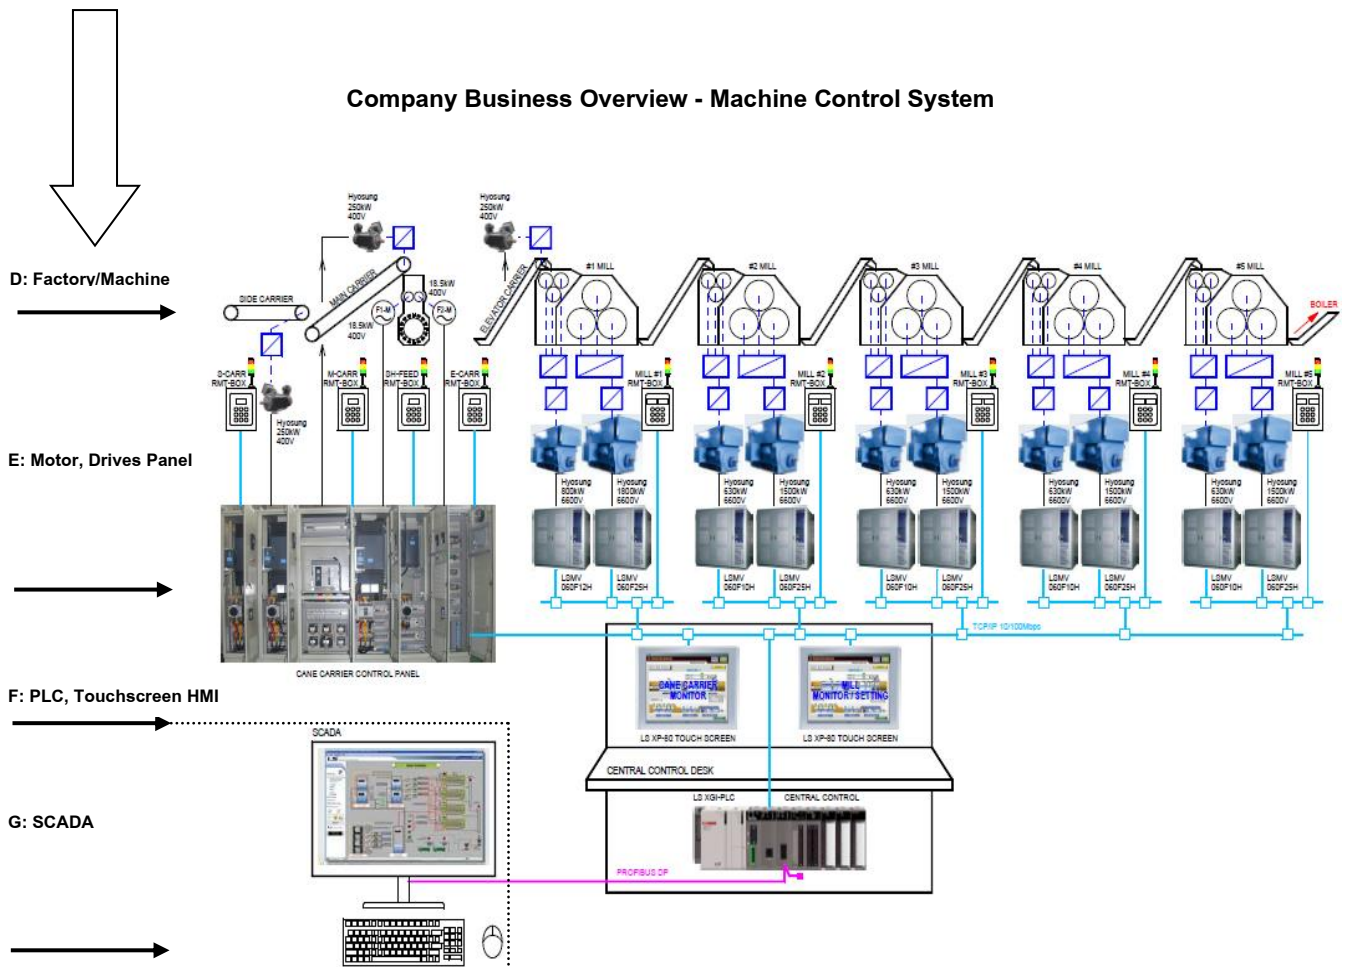 Company Business Overview - Machine Control System
Hyosung
250kW
400V
Hyosung
250kW
400V
D: Factory/Machine
SIDE CARRIER
MAIN CARRIER
18.5kW
400V
F1-M
F2-M
18.5kW
400V
ELEVATOR CARRIER
#1 MILL
#2 MILL
#3 MILL
#4 MILL
#5 MILL
BOILER
S-CARR
RMT-BOX
M-CARR
RMT-BOX
SH-FEED
RMT-BOX
E-CARR
RMT-BOX
MILL #1
RMT-BOX
MILL #2
RMT-BOX
MILL #3
RMT-BOX
MILL #4
RMT-BOX
MILL #5
RMT-BOX
Hyosung
250kW
400V
E: Motor, Drives Panel
Hyosung
800kW
6600V
Hyosung
1800kW
6600V
Hyosung
630kW
6600V
Hyosung
1500kW
6600V
Hyosung
630kW
6600V
Hyosung
1500kW
6600V
Hyosung
630kW
6600V
Hyosung
1500kW
6600V
Hyosung
630kW
6600V
Hyosung
1500kW
6600V
LSMV
060F12H
LSMV
060F25H
LSMV
060F10H
LSMV
060F25H
LSMV
060F10H
LSMV
060F25H
LSMV
060F10H
LSMV
060F25H
LSMV
060F10H
LSMV
060F25H
TCP/IP 10/100Mbps
CANE CARRIER CONTROL PANEL
F: PLC, Touchscreen HMI
CANE CARRIER
MONITOR
MILL
MONITOR/SETTING
LS XP-80 TOUCH SCREEN
LS XP-80 TOUCH SCREEN
SCADA
CENTRAL CONTROL DESK
LS XGI-PLC
CENTRAL CONTROL
G: SCADA
PROFIBUS DP